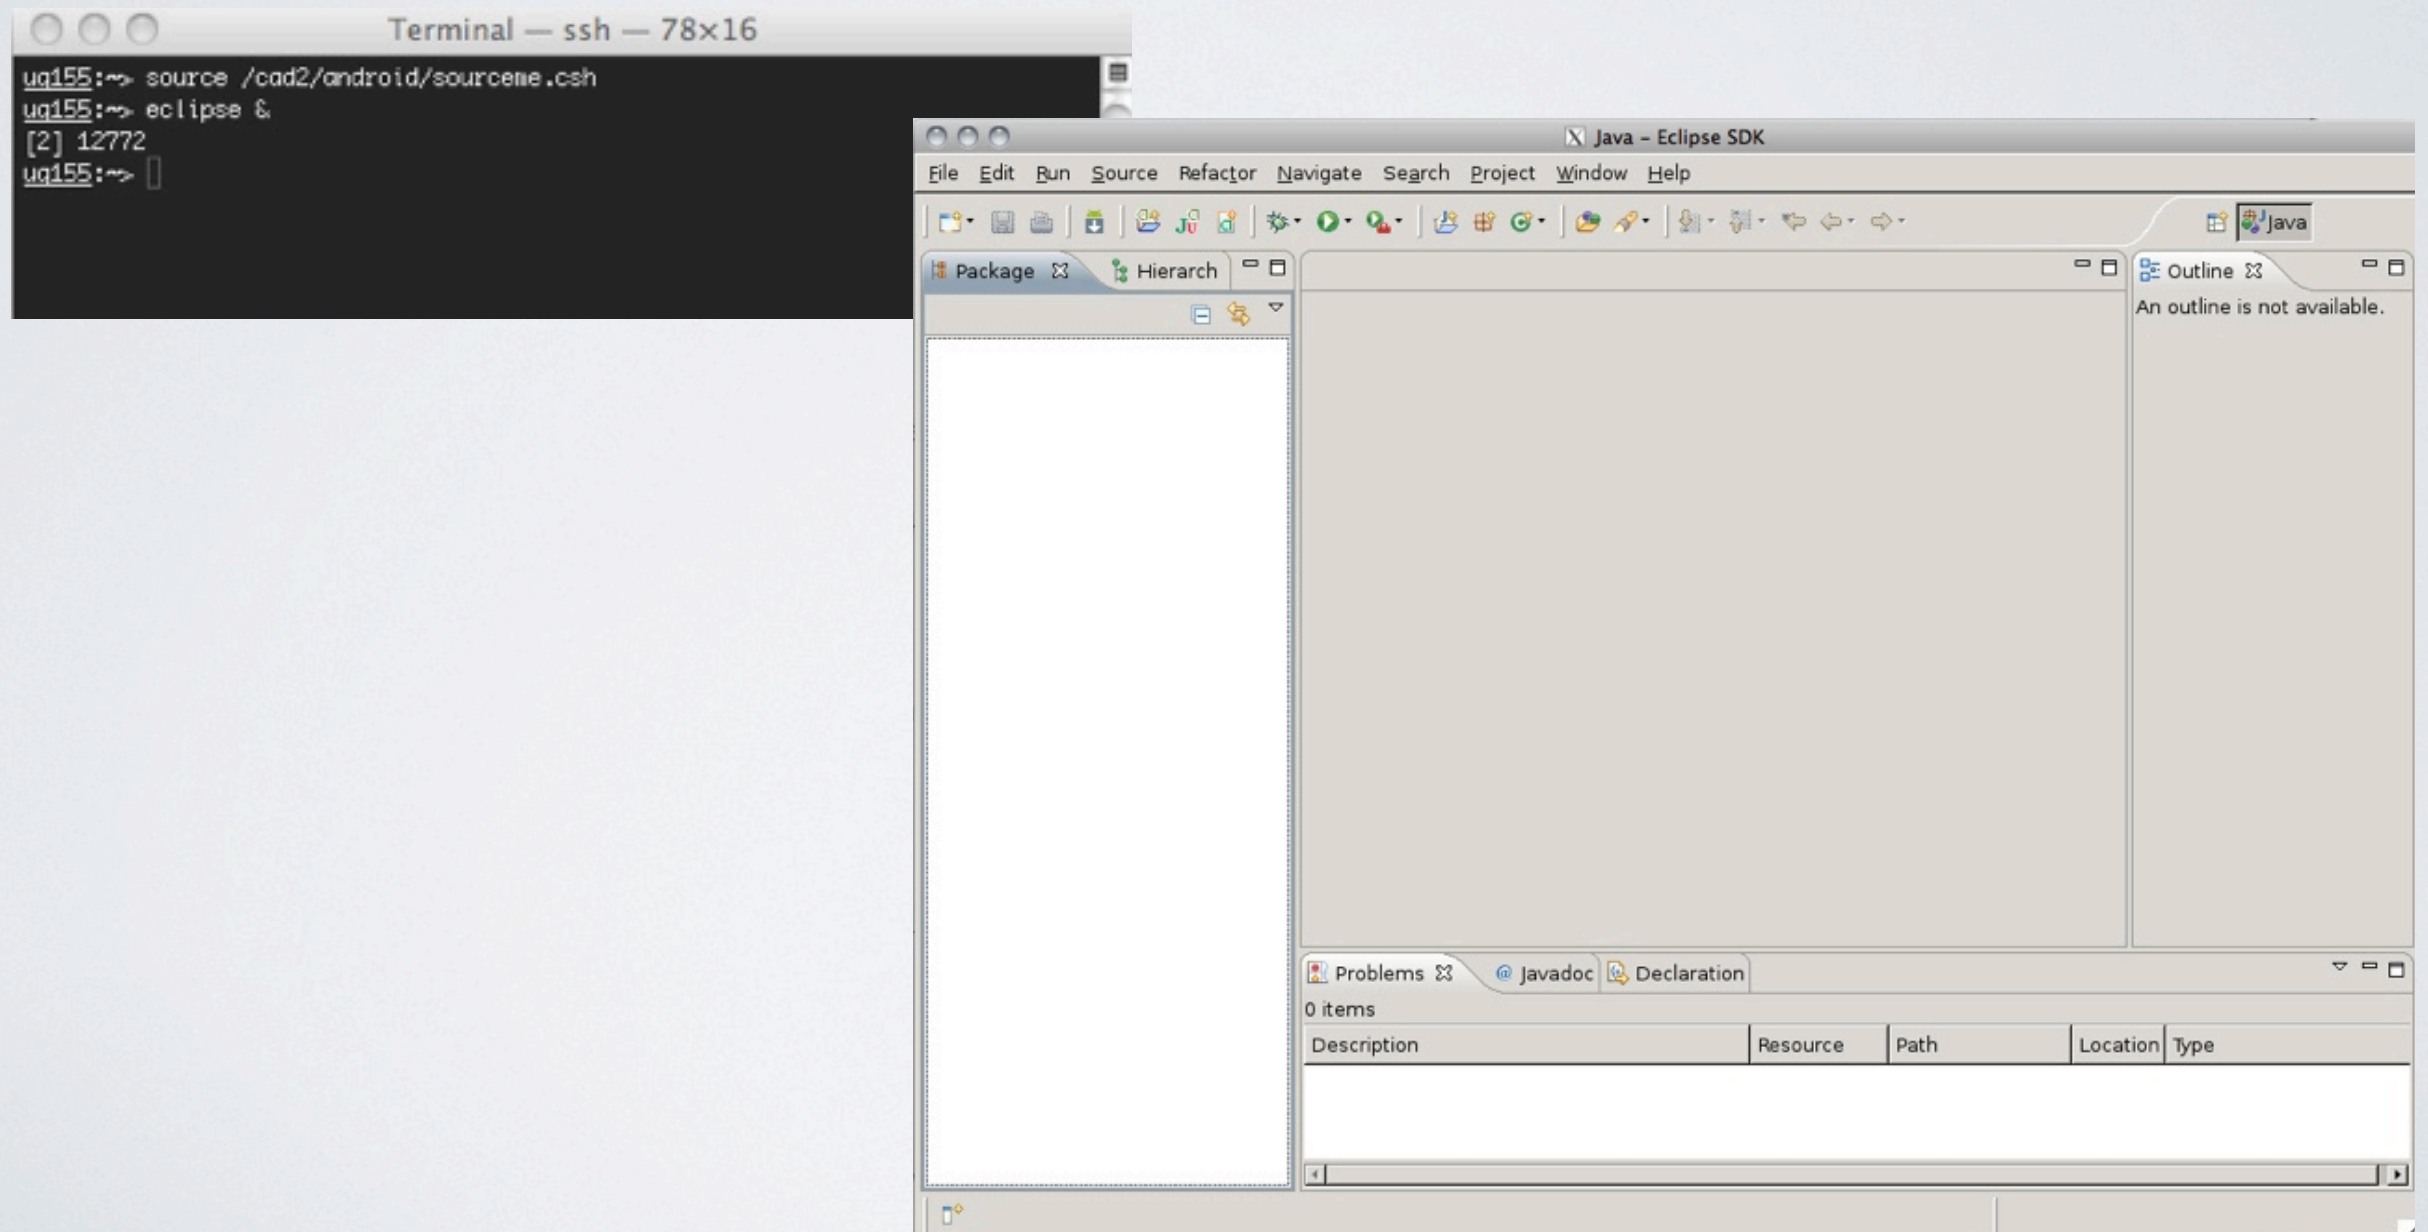 Terminal — ssh — 78×16
ug155:~> source /cad2/android/sourceme.csh
ug155:~> eclipse &
[2] 12772
ug155:~>
Java - Eclipse SDK
File Edit Run Source Refactor Navigate Search Project Window Help
Java
Package Hierarch
Outline
An outline is not available.
Problems @ Javadoc Declaration
0 items
Description Resource Path Location Type